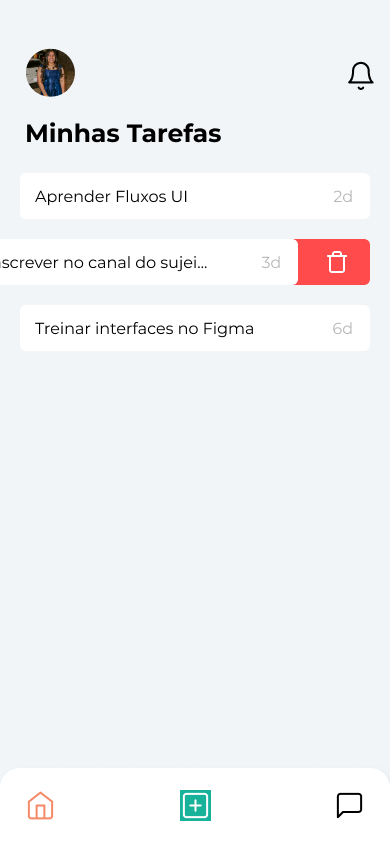 Minhas Tarefas
Aprender Fluxos UI 2d
screver no canal do sujei... 3d
Treinar interfaces no Figma 6d